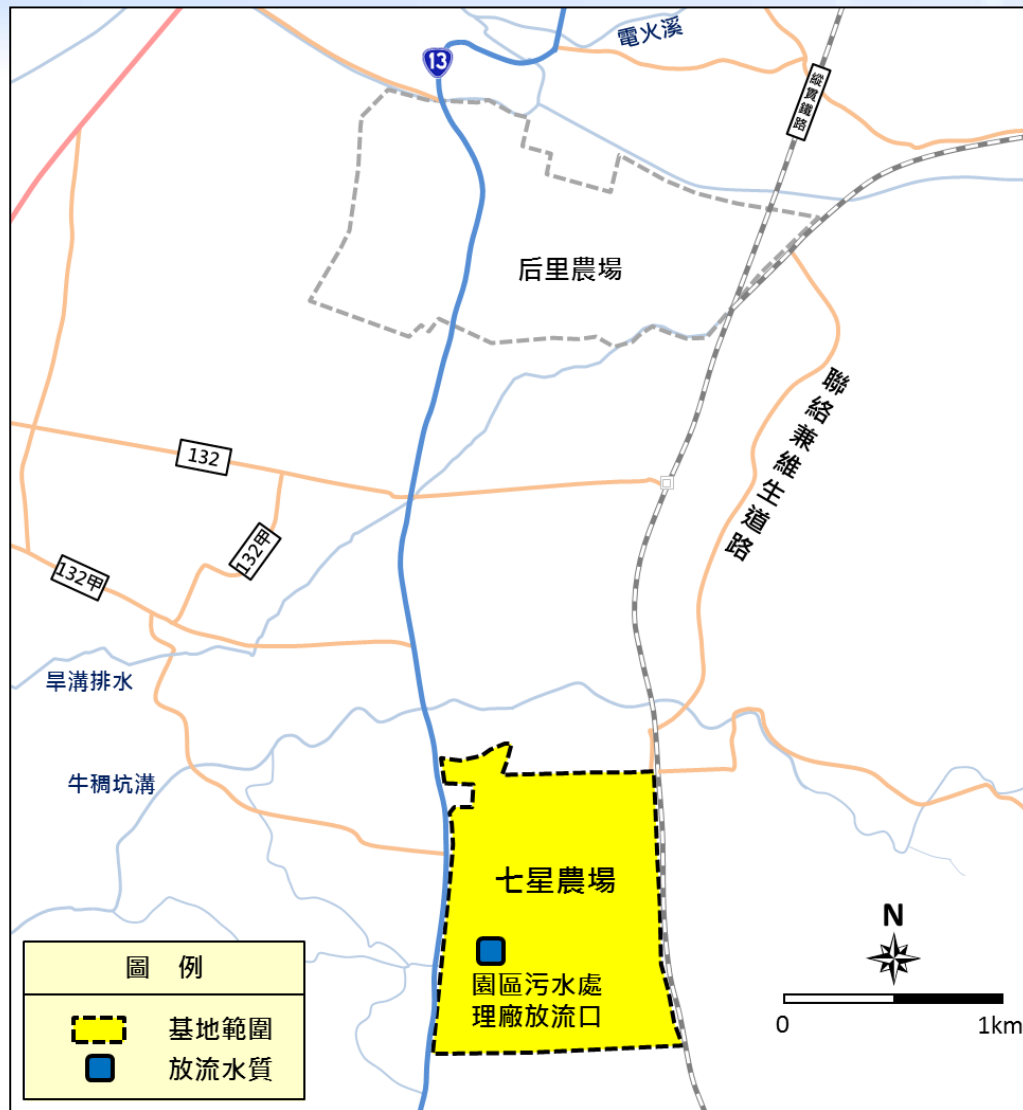 電火溪
13
縱貫鐵路
后里農場
聯絡兼維生道路
132
132甲
132甲
旱溝排水
牛稠坑溝
七星農場
園區污水處
理廠放流口
N
0
1km
圖 例
基地範圍
放流水質